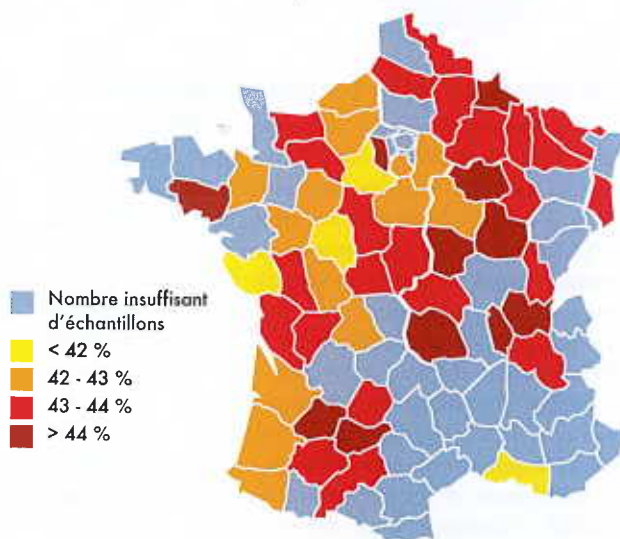 Nombre insuffisant
d'échantillons
< 42 %
42 - 43 %
43 - 44 %
> 44 %